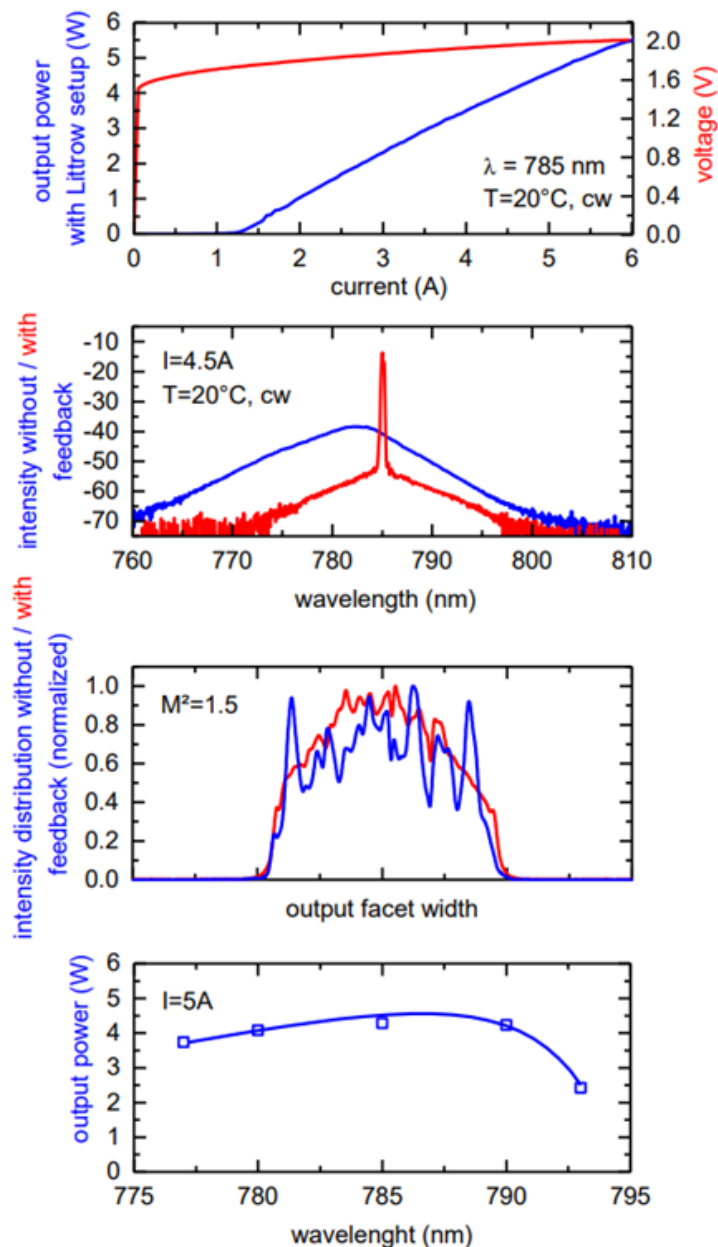 6
5
4
3
2
1
0
output power
with Littrow setup (W)
2.0
1.6
1.2
0.8
0.4
0.0
voltage (V)
λ = 785 nm
T=20°C, cw
0 1 2 3 4 5 6
current (A)
intensity without / with
feedback
-10
-20
-30
-40
-50
-60
-70
I=4.5A
T=20°C, cw
760 770 780 790 800 810
wavelength (nm)
intensity distribution without / with
feedback (normalized)
1.0
0.8
0.6
0.4
0.2
0.0
M²=1.5
output facet width
output power (W)
6
5
4
3
2
1
0
I=5A
775 780 785 790 795
wavelenght (nm)